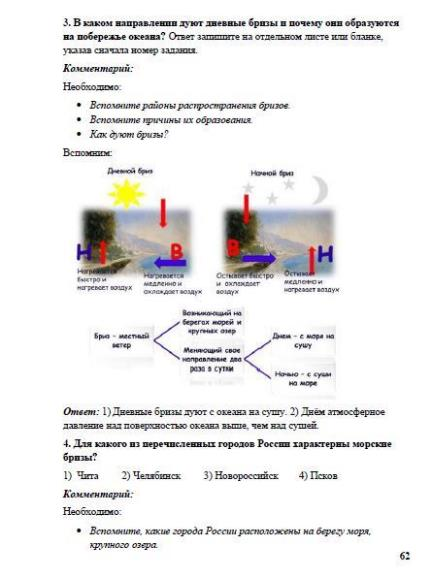 3. В каком направлении дуют дневные бризы и почему они образуются
на побережье океана? Ответ запишите на отдельном листе или бланке,
указав сначала номер задания.
Комментарий:
Необходимо:
• Вспомните районы распространения бризов.
• Вспомните причины их образования.
• Как дуют бризы?
Вспомним:
Дневной бриз
Ночной бриз
Н
В
В
Н
Нагревается
быстро и
нагревает воздух
Нагревается
медленно и
охлаждает воздух
Остывает быстро
и охлаждает
воздух
Остывает
медленно и
нагревает воздух
Бриз - местный
ветер
Возникающий на
берегах морей и
крупных озер
Меняющий свое
направление два
раза в сутки
Днем - с моря на
сушу
Ночью - с суши
на море
Ответ: 1) Дневные бризы дуют с океана на сушу. 2) Днём атмосферное
давление над поверхностью океана выше, чем над сушей.
4. Для какого из перечисленных городов России характерны морские
бризы?
1) Чита 2) Челябинск 3) Новороссийск 4) Псков
Комментарий:
Необходимо:
• Вспомните, какие города России расположены на берегу моря,
крупного озера.
62